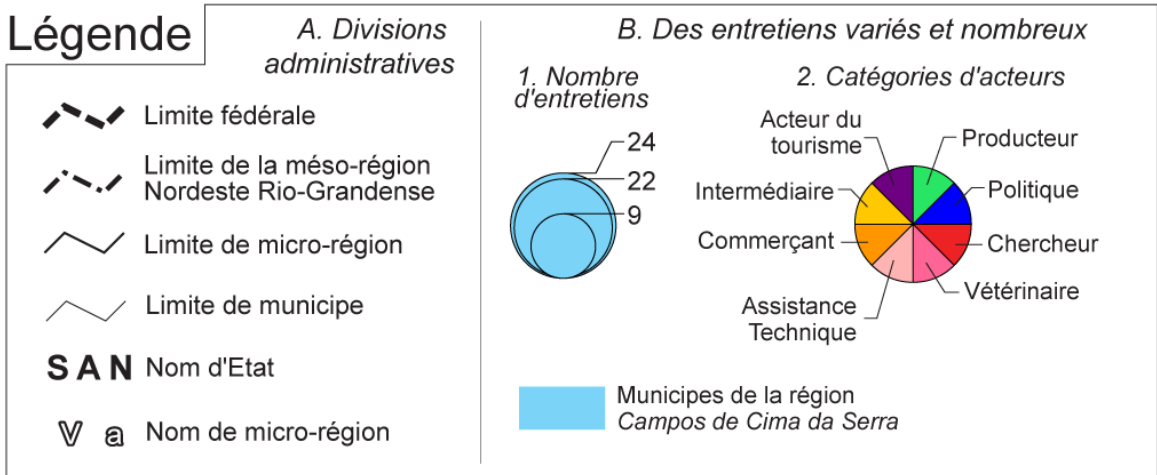 Légende
A. Divisions
administratives
Limite fédérale
Limite de la méso-région
Nordeste Rio-Grandense
Limite de micro-région
Limite de municipe
S A N Nom d'Etat
V a Nom de micro-région
B. Des entretiens variés et nombreux
1. Nombre
d'entretiens
24
22
9
2. Catégories d'acteurs
Acteur du
tourisme
Producteur
Intermédiaire
Politique
Commerçant
Chercheur
Assistance
Technique
Vétérinaire
Municipes de la région
Campos de Cima da Serra